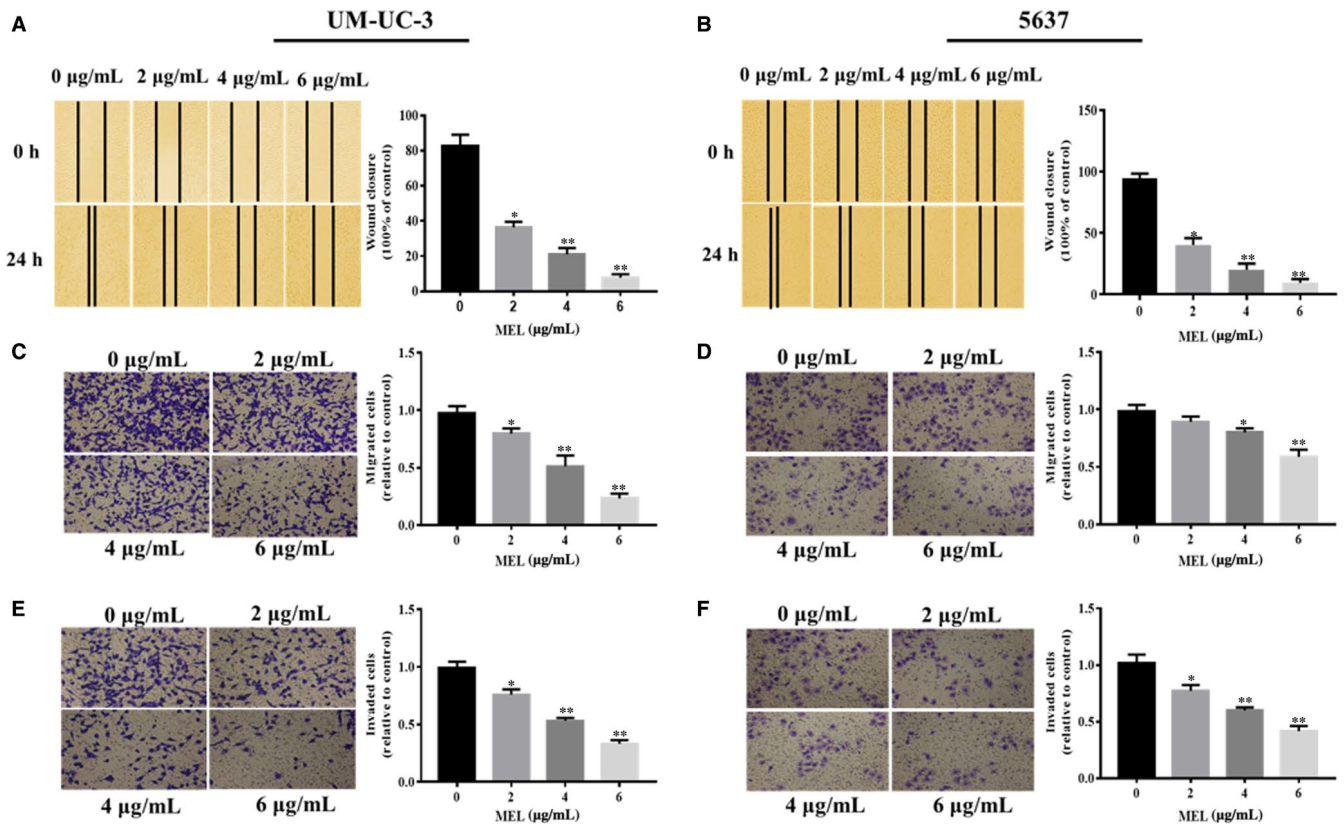 A
UM-UC-3
0 μg/mL 2 μg/mL 4 μg/mL 6 μg/mL
0 h
24 h
Wound closure
(100% of control)
100
80
60
40
20
0
*
**
**
0 2 4 6
MEL (μg/mL)
B
5637
0 μg/mL 2 μg/mL 4 μg/mL 6 μg/mL
0 h
24 h
Wound closure
(100% of control)
150
100
50
0
*
**
**
0 2 4 6
MEL (μg/mL)
C
0 μg/mL 2 μg/mL
4 μg/mL 6 μg/mL
Migrated cells
(relative to control)
1.5
1.0
0.5
0.0
*
**
**
0 2 4 6
MEL (μg/mL)
D
0 μg/mL 2 μg/mL
4 μg/mL 6 μg/mL
Migrated cells
(relative to control)
1.5
1.0
0.5
0.0
*
**
0 2 4 6
MEL (μg/mL)
E
0 μg/mL 2 μg/mL
4 μg/mL 6 μg/mL
Invaded cells
(relative to control)
1.5
1.0
0.5
0.0
*
**
**
0 2 4 6
MEL (μg/mL)
F
0 μg/mL 2 μg/mL
4 μg/mL 6 μg/mL
Invaded cells
(relative to control)
1.5
1.0
0.5
0.0
*
**
**
0 2 4 6
MEL (μg/mL)